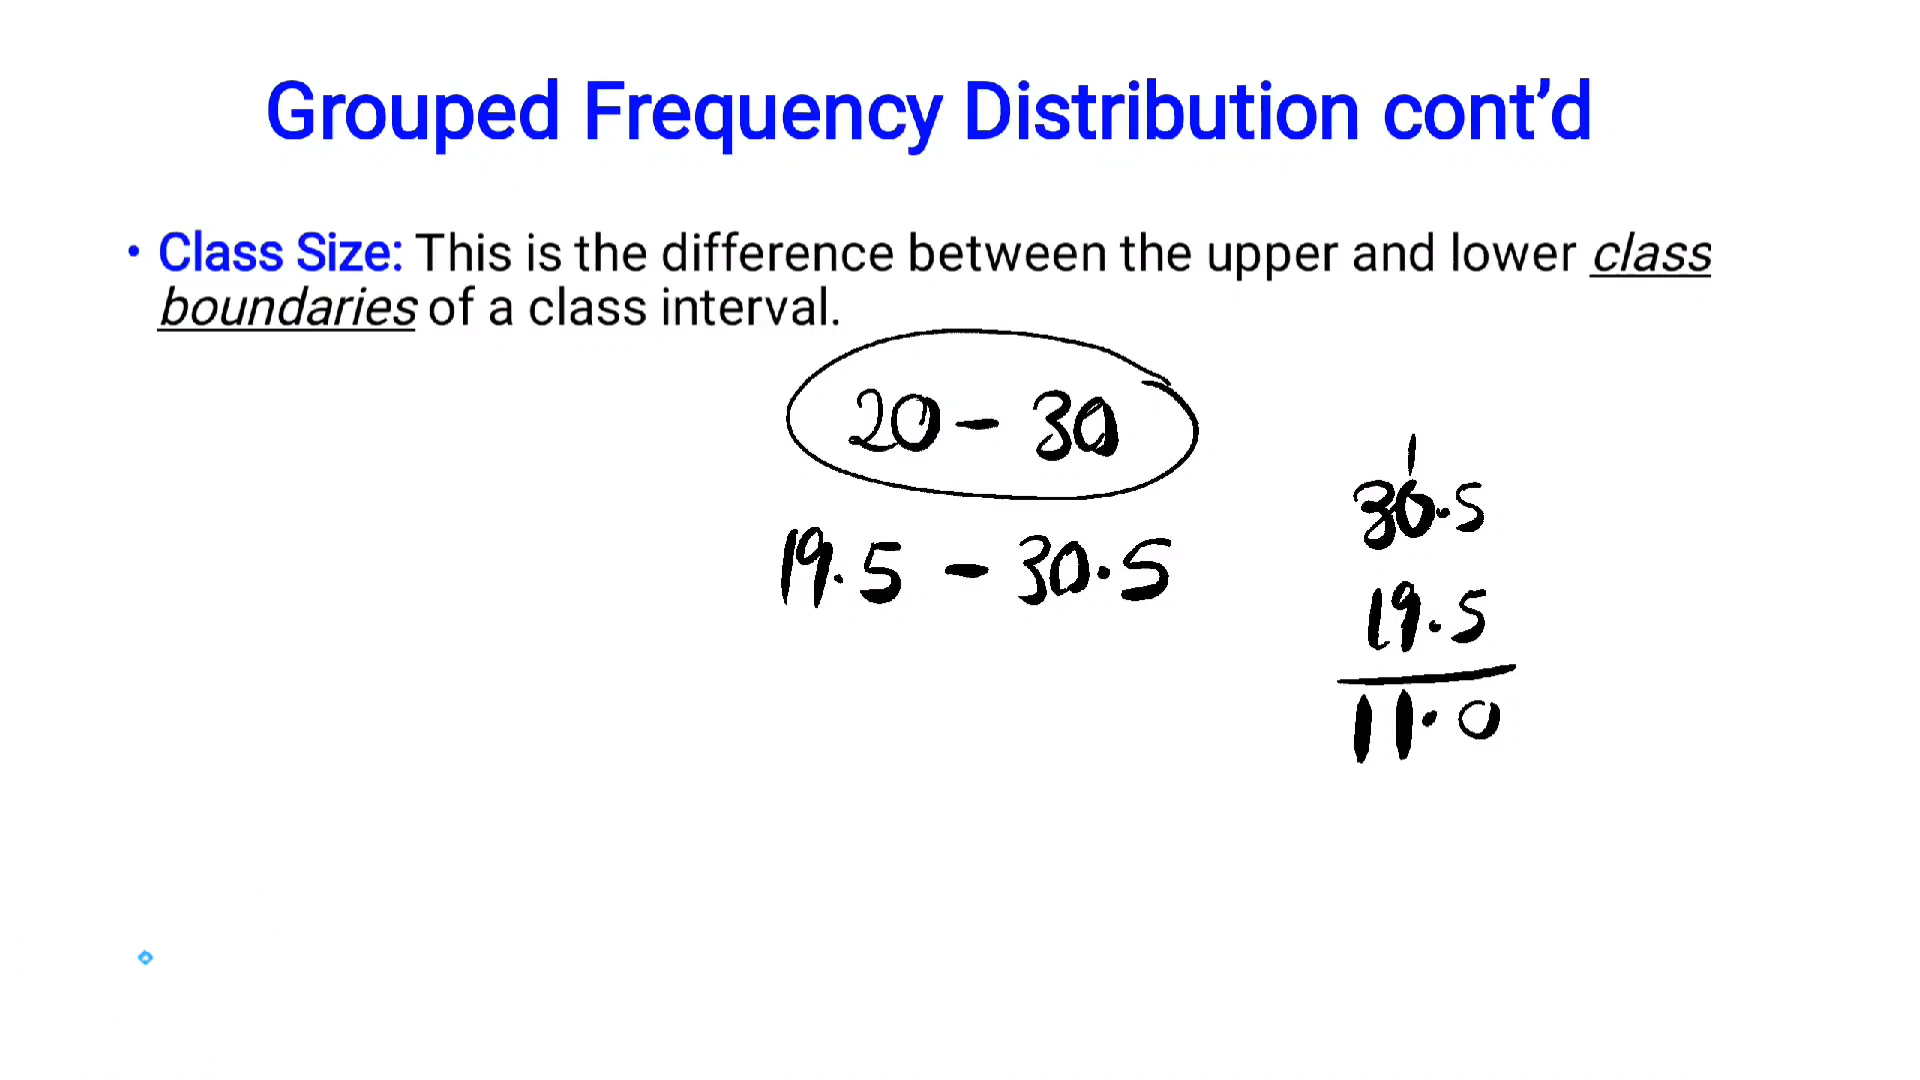 Grouped Frequency Distribution cont’d
• Class Size: This is the difference between the upper and lower class
boundaries of a class interval.
20 - 30
19.5 - 30.5
1
30.5
19.5
11.0